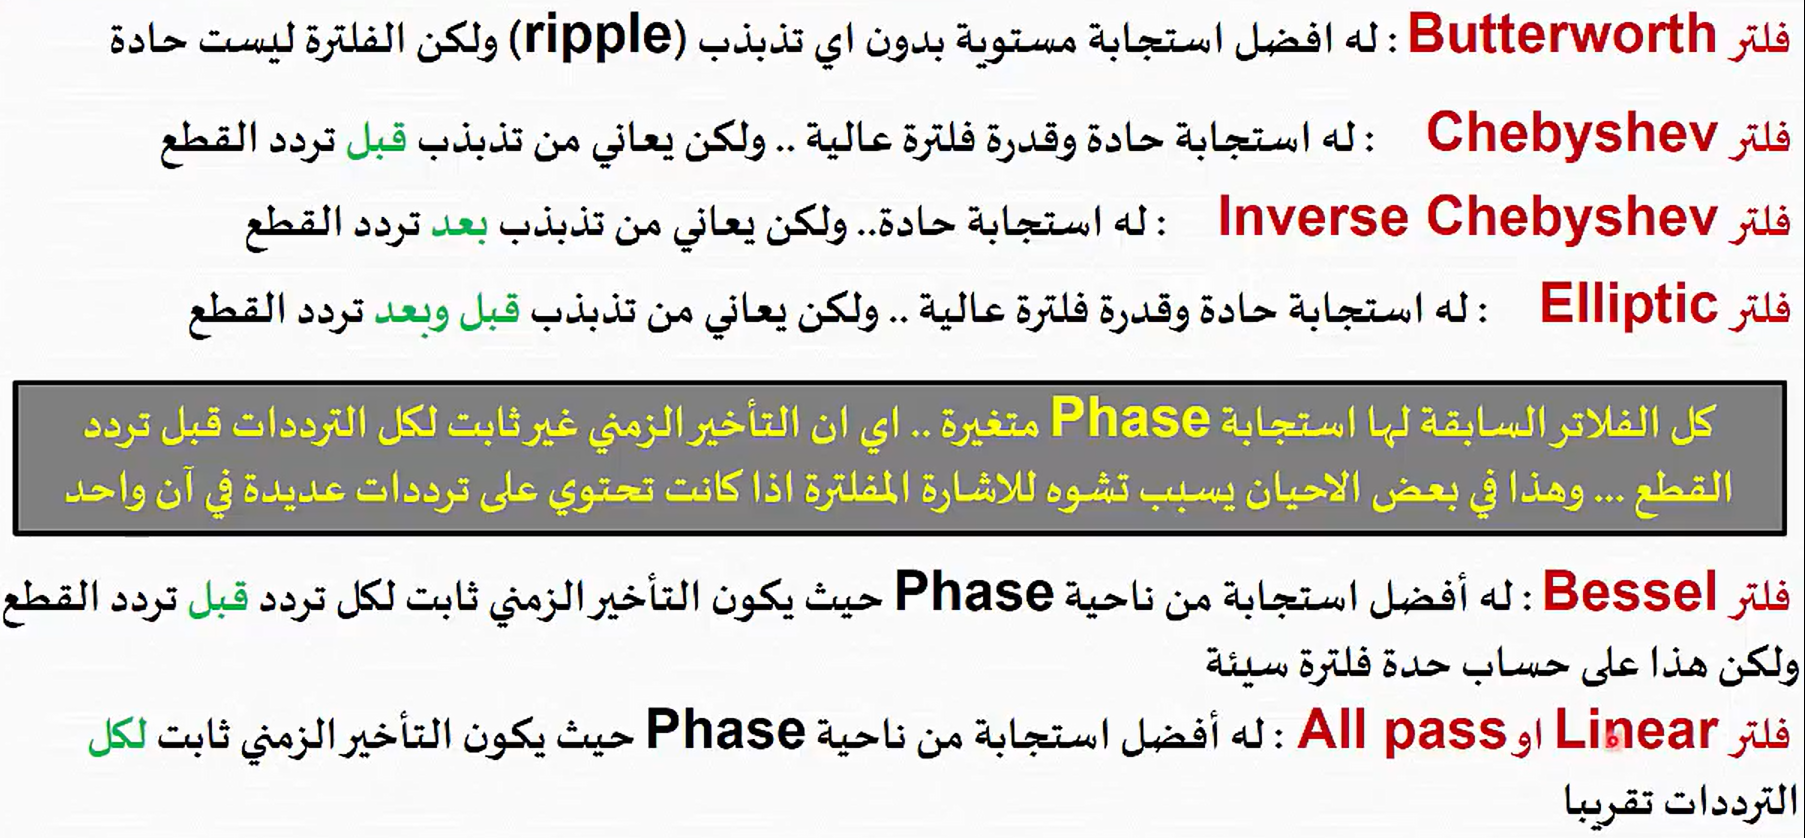 فلتر Butterworth : له افضل استجابة مستوية بدون اي تذبذب (ripple) ولكن الفلترة ليست حادة
فلتر Chebyshev : له استجابة حادة وقدرة فلترة عالية .. ولكن يعاني من تذبذب قبل تردد القطع
فلتر Inverse Chebyshev : له استجابة حادة.. ولكن يعاني من تذبذب بعد تردد القطع
فلتر Elliptic : له استجابة حادة وقدرة فلترة عالية .. ولكن يعاني من تذبذب قبل وبعد تردد القطع
كل الفلاتر السابقة لها استجابة Phase متغيرة .. اي ان التأخير الزمني غير ثابت لكل الترددات قبل تردد
القطع ... وهذا في بعض الاحيان يسبب تشوه للاشارة المفلترة اذا كانت تحتوي على ترددات عديدة في آن واحد
فلتر Bessel : له أفضل استجابة من ناحية Phase حيث يكون التأخير الزمني ثابت لكل تردد قبل تردد القطع
ولكن هذا على حساب حدة فلترة سيئة
فلتر Linear او All pass : له أفضل استجابة من ناحية Phase حيث يكون التأخير الزمني ثابت لكل
الترددات تقريبا